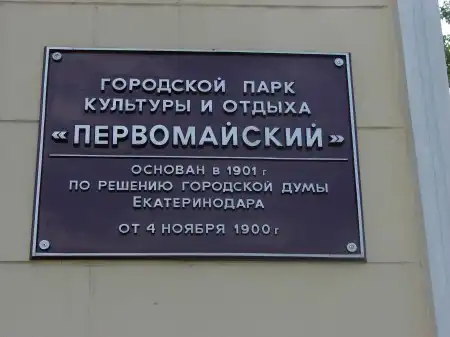 ГОРОДСКОЙ ПАРК
КУЛЬТУРЫ И ОТДЫХА
«ПЕРВОМАЙСКИЙ»
ОСНОВАН В 1901 г
ПО РЕШЕНИЮ ГОРОДСКОЙ ДУМЫ
ЕКАТЕРИНОДАРА
ОТ 4 НОЯБРЯ 1900 г